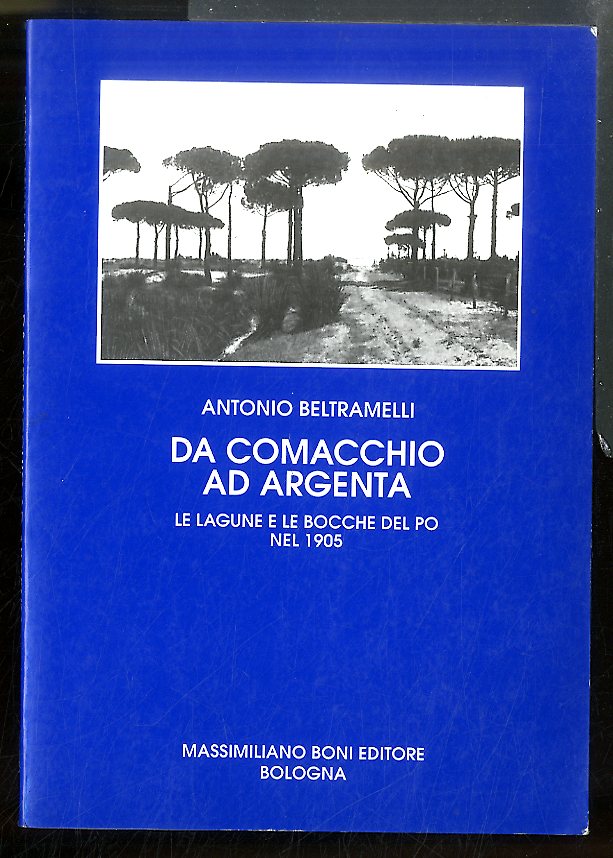 ANTONIO BELTRAMELLI
DA COMACCHIO
AD ARGENTA
LE LAGUNE E LE BOCCHE DEL PO
NEL 1905
MASSIMILIANO BONI EDITORE
BOLOGNA